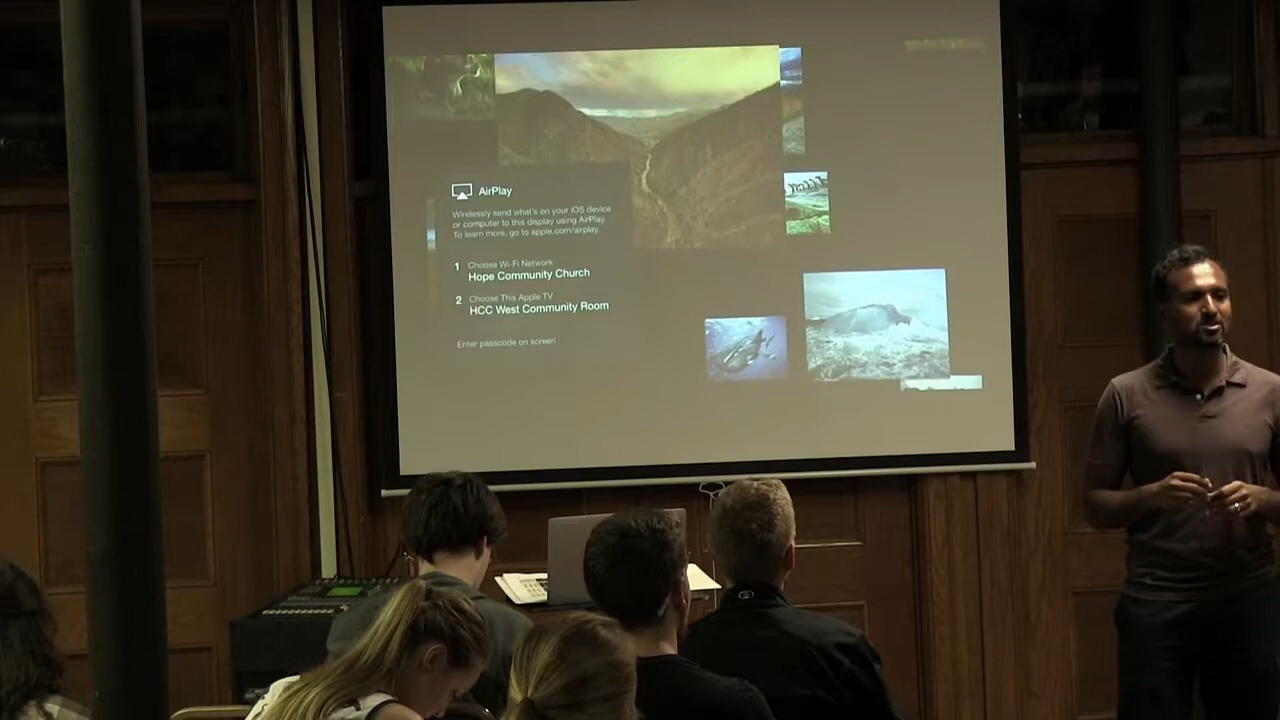 AirPlay
Wirelessly send what's on your iOS device
or computer to this display using AirPlay.
To learn more, go to apple.com/airplay.
1 Choose Wi-Fi Network
Hope Community Church
2 Choose This Apple TV
HCC West Community Room
Enter passcode on screen